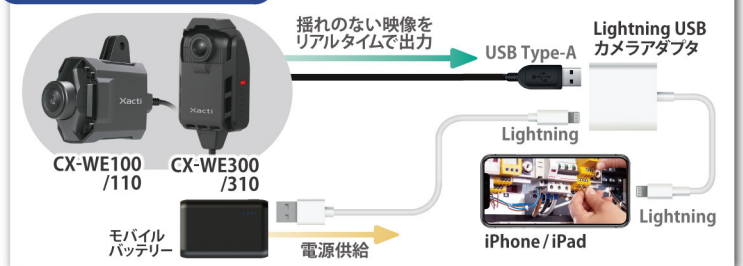 揺れのない映像を
リアルタイムで出力
USB Type-A
Lightning USB
カメラアダプタ
Xacti
Xacti
Lightning
CX-WE100
/110
CX-WE300
/310
モバイル
バッテリー
電源供給
iPhone / iPad
Lightning